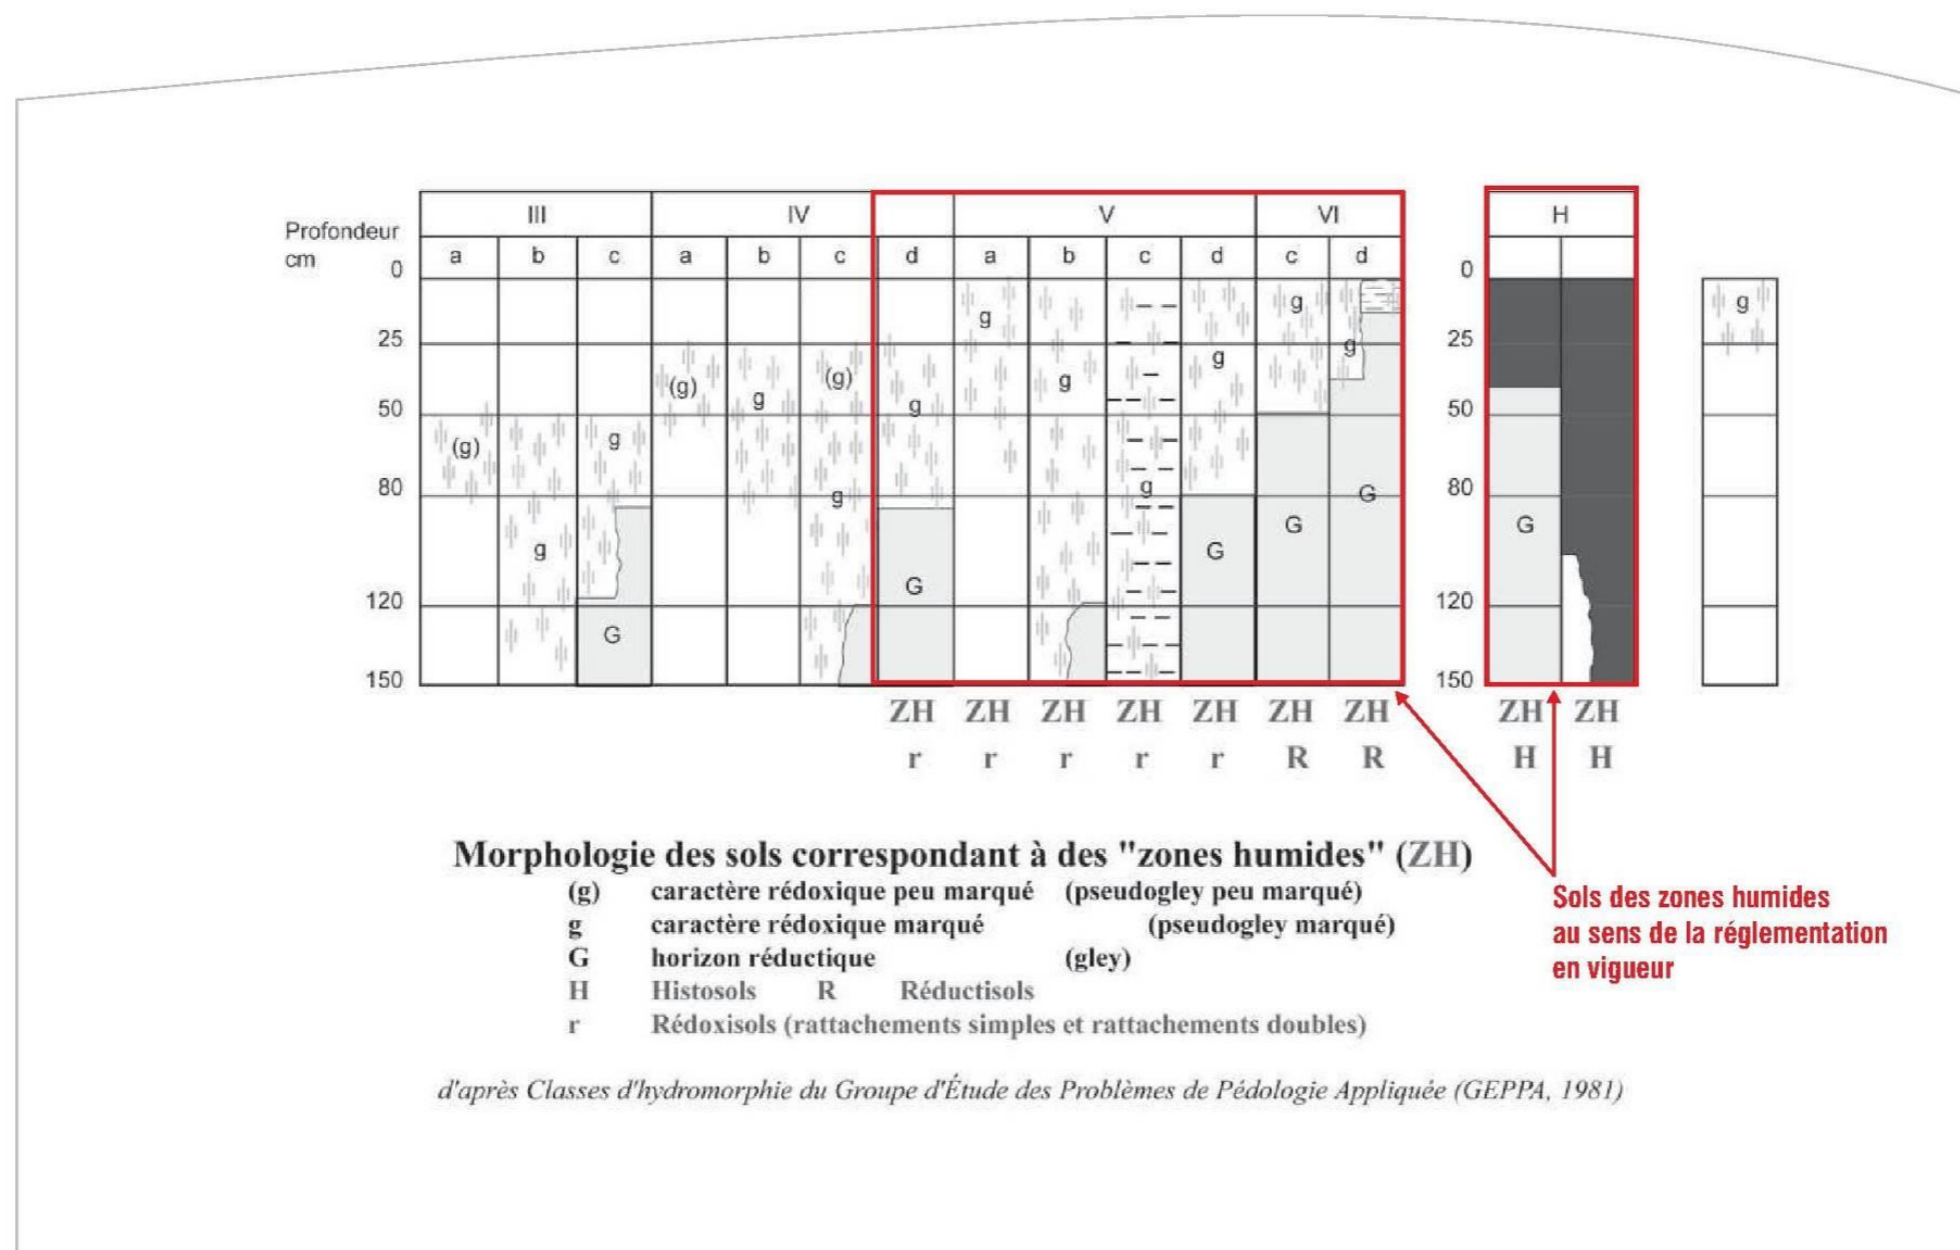 III IV V VI H
Profondeur
cm
a b c a b c d a b c d c d
0 0
g g g
25 25
g g
(g) (g) g g g
50 50
(g) g
80 80
g g G
g G G G
120 G 120
G
150 150
ZH ZH ZH ZH ZH ZH ZH ZH ZH
r r r r r R R H H
Morphologie des sols correspondant à des "zones humides" (ZH)
(g) caractère rédoxique peu marqué (pseudogley peu marqué)
g caractère rédoxique marqué (pseudogley marqué)
G horizon réductique (gley)
H Histosols R Réductisols
r Rédoxisols (rattachements simples et rattachements doubles)
Sols des zones humides
au sens de la réglementation
en vigueur
d'après Classes d'hydromorphie du Groupe d'Étude des Problèmes de Pédologie Appliquée (GEPPA, 1981)